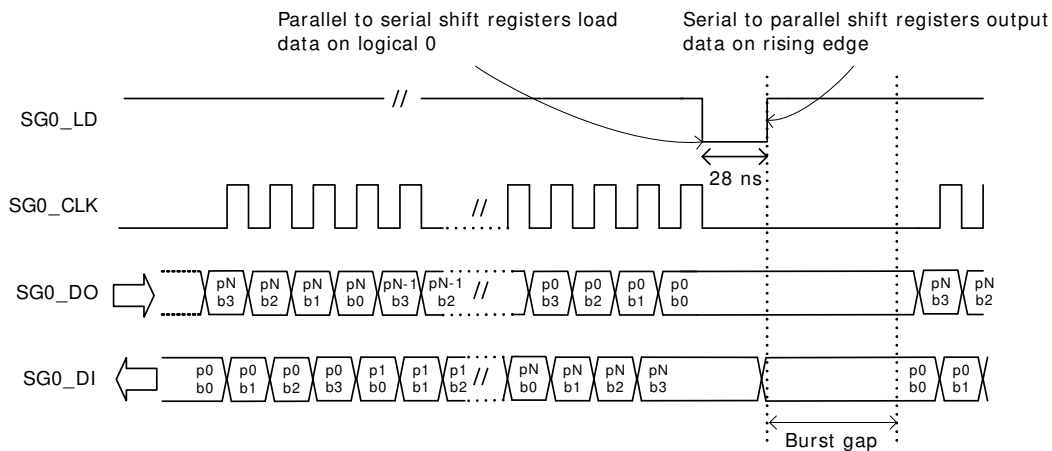 Parallel to serial shift registers load
data on logical 0
Serial to parallel shift registers output
data on rising edge
//
SG0_LD
28 ns
SG0_CLK
//
SG0_DO
pN b3
pN b2
pN b1
pN b0
pN-1 b3
pN-1 b2
//
p0 b3
p0 b2
p0 b1
p0 b0
pN b3
pN b2
SG0_DI
p0 b0
p0 b1
p0 b2
p0 b3
p1 b0
p1 b1
p1 b2
//
pN b0
pN b1
pN b2
pN b3
p0 b0
p0 b1
Burst gap